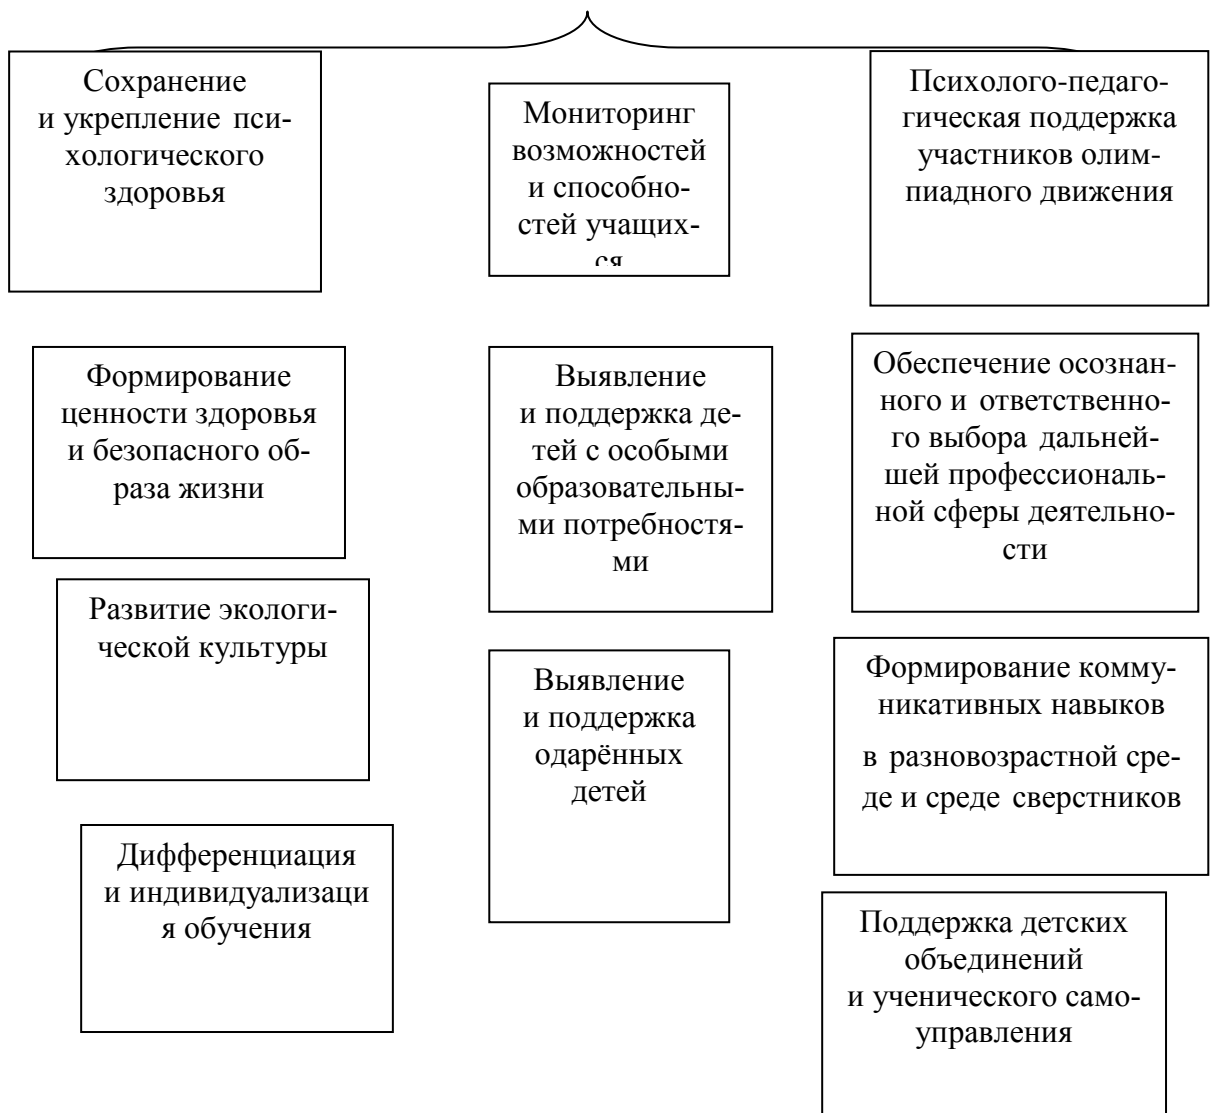 Сохранение
и укрепление пси-
хологического
здоровья
Мониторинг
возможностей
и способно-
стей учащих-
ся
Психолого-педаго-
гическая поддержка
участников олим-
пиадного движения
Формирование
ценности здоровья
и безопасного об-
раза жизни
Выявление
и поддержка де-
тей с особыми
образовательны-
ми потребностя-
ми
Обеспечение осознан-
ного и ответственно-
го выбора дальней-
шей профессиональ-
ной сферы деятельно-
сти
Развитие экологи-
ческой культуры
Выявление
и поддержка
одарённых
детей
Формирование комму-
никативных навыков
в разновозрастной сре-
де и среде сверстников
Дифференциация
и индивидуализаци
я обучения
Поддержка детских
объединений
и ученического само-
управления